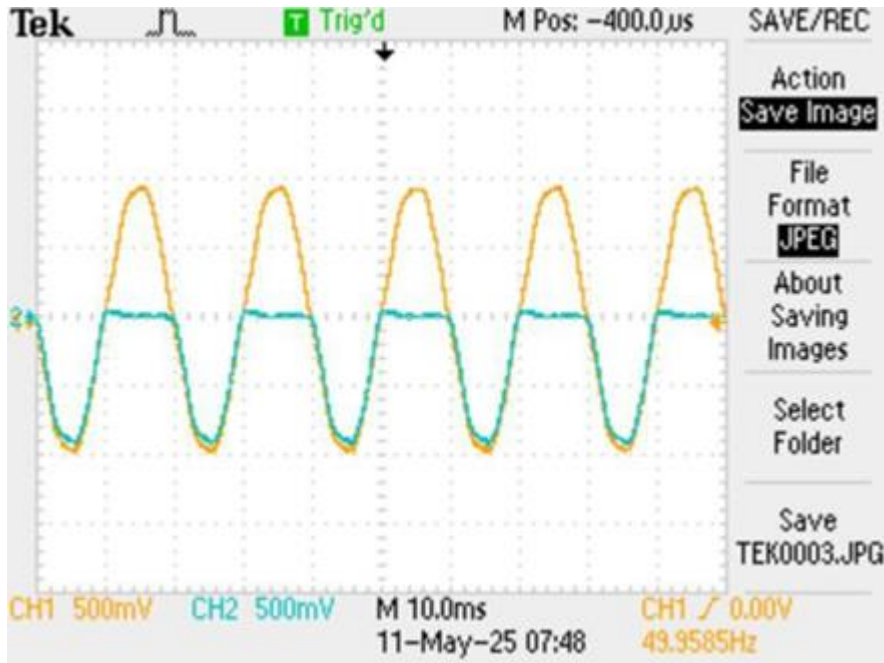 Tek T Trig'd M Pos: −400.0µs SAVE/REC
Action
Save Image
File
Format
JPEG
About
Saving
Images
Select
Folder
Save
TEK0003.JPG
CH1 500mV CH2 500mV M 10.0ms CH1 0.00V
11−May−25 07:48 49.9585Hz